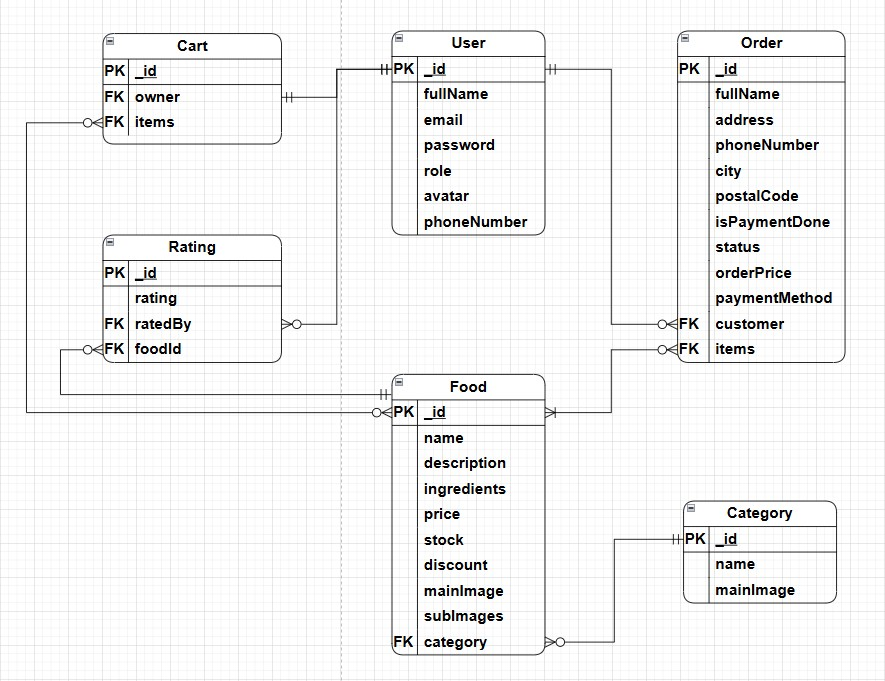 Cart
PK _id
FK owner
FK items
User
PK _id
fullName
email
password
role
avatar
phoneNumber
Order
PK _id
fullName
address
phoneNumber
city
postalCode
isPaymentDone
status
orderPrice
paymentMethod
FK customer
FK items
Rating
PK _id
rating
FK ratedBy
FK foodId
Food
PK _id
name
description
ingredients
price
stock
discount
mainImage
subImages
FK category
Category
PK _id
name
mainImage